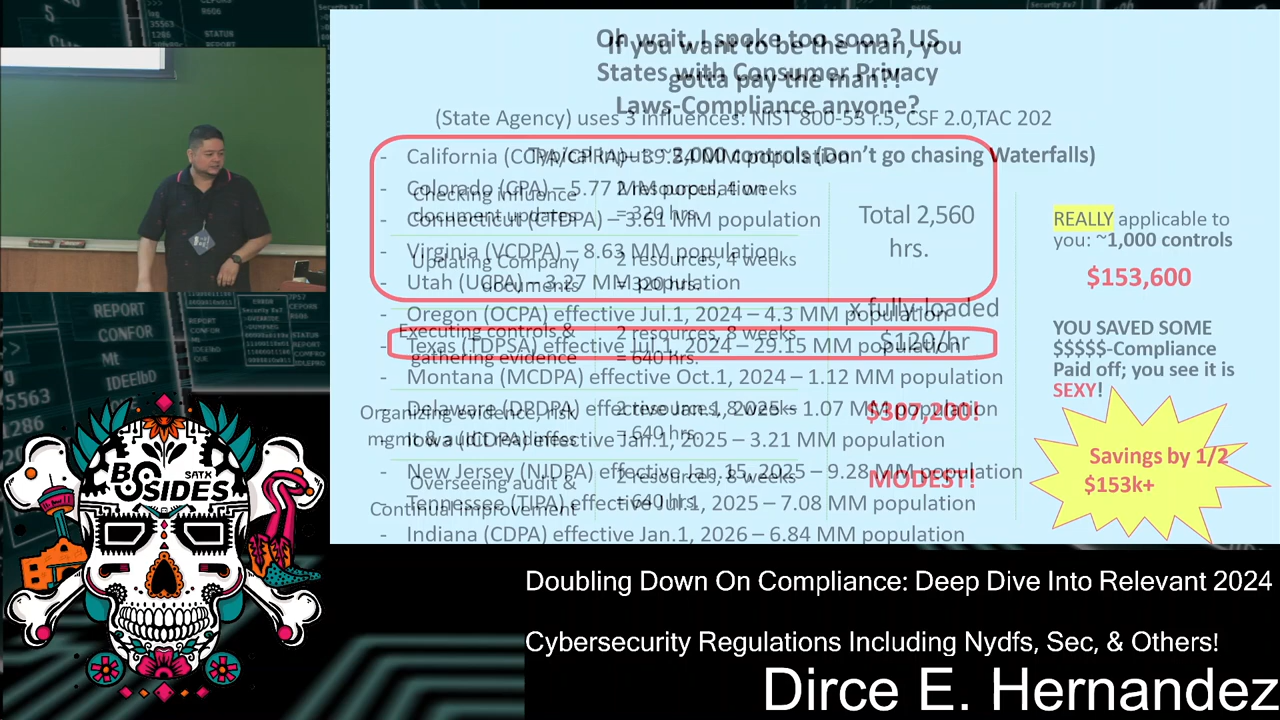 Oh wait, I spoke too soon? US
States with Consumer Privacy
Laws-Compliance anyone?
If you want to be the man, you
gotta pay the man?!
(State Agency) uses 3 influences: NIST 800-53 r.5, CSF 2.0,TAC 202
2,000 controls (Don't go chasing Waterfalls)
- California (CCPA/CPRA)
MM population
- Colorado (CPA) – 5.77 MM population
- Connecticut (CTDPA) – 3.61 MM population
- Virginia (VCDPA) – 8.63 MM population
- Utah (UCPA) – 3.27 MM population
- Oregon (OCPA) effective Jul.1, 2024 – 4.3 MM population
- Texas (TDPSA) effective Jul.1, 2024 – 29.15 MM population
- Montana (MCDPA) effective Oct.1, 2024 – 1.12 MM population
- Delaware (DPDPA) effective Jan.1, 2025 – 1.07 MM population
- Iowa (ICDPA) effective Jan.1, 2025 – 3.21 MM population
- New Jersey (NJDPA) effective Jan.15, 2025 – 9.28 MM population
- Tennessee (TIPA) effective Jul.1, 2025 – 7.08 MM population
- Indiana (CDPA) effective Jan.1, 2026 – 6.84 MM population
Checking influence
document updates
2 resources, 4 weeks
= 320 hrs.
Updating Company
documents
2 resources, 4 weeks
= 320 hrs.
Executing controls &
gathering evidence
2 resources, 8 weeks
= 640 hrs.
Organizing evidence, risk
mgmt & audit readiness
2 resources, 8 weeks
= 640 hrs.
Overseeing audit &
Continual improvement
2 resources, 8 weeks
= 640 hrs.
Total 2,560
hrs.
x fully-loaded
$120/hr
$307,200!
MODEST!
REALLY applicable to
you: ~1,000 controls
$153,600
YOU SAVED SOME
$$$$$-Compliance
Paid off; you see it is
SEXY!
Savings by 1/2
$153k+
REPORT
CONFOR
Mt
IDEEIbD
5563
1286
BSIDES
SATX
Doubling Down On Compliance: Deep Dive Into Relevant 2024
Cybersecurity Regulations Including Nydfs, Sec, & Others!
Dirce E. Hernandez